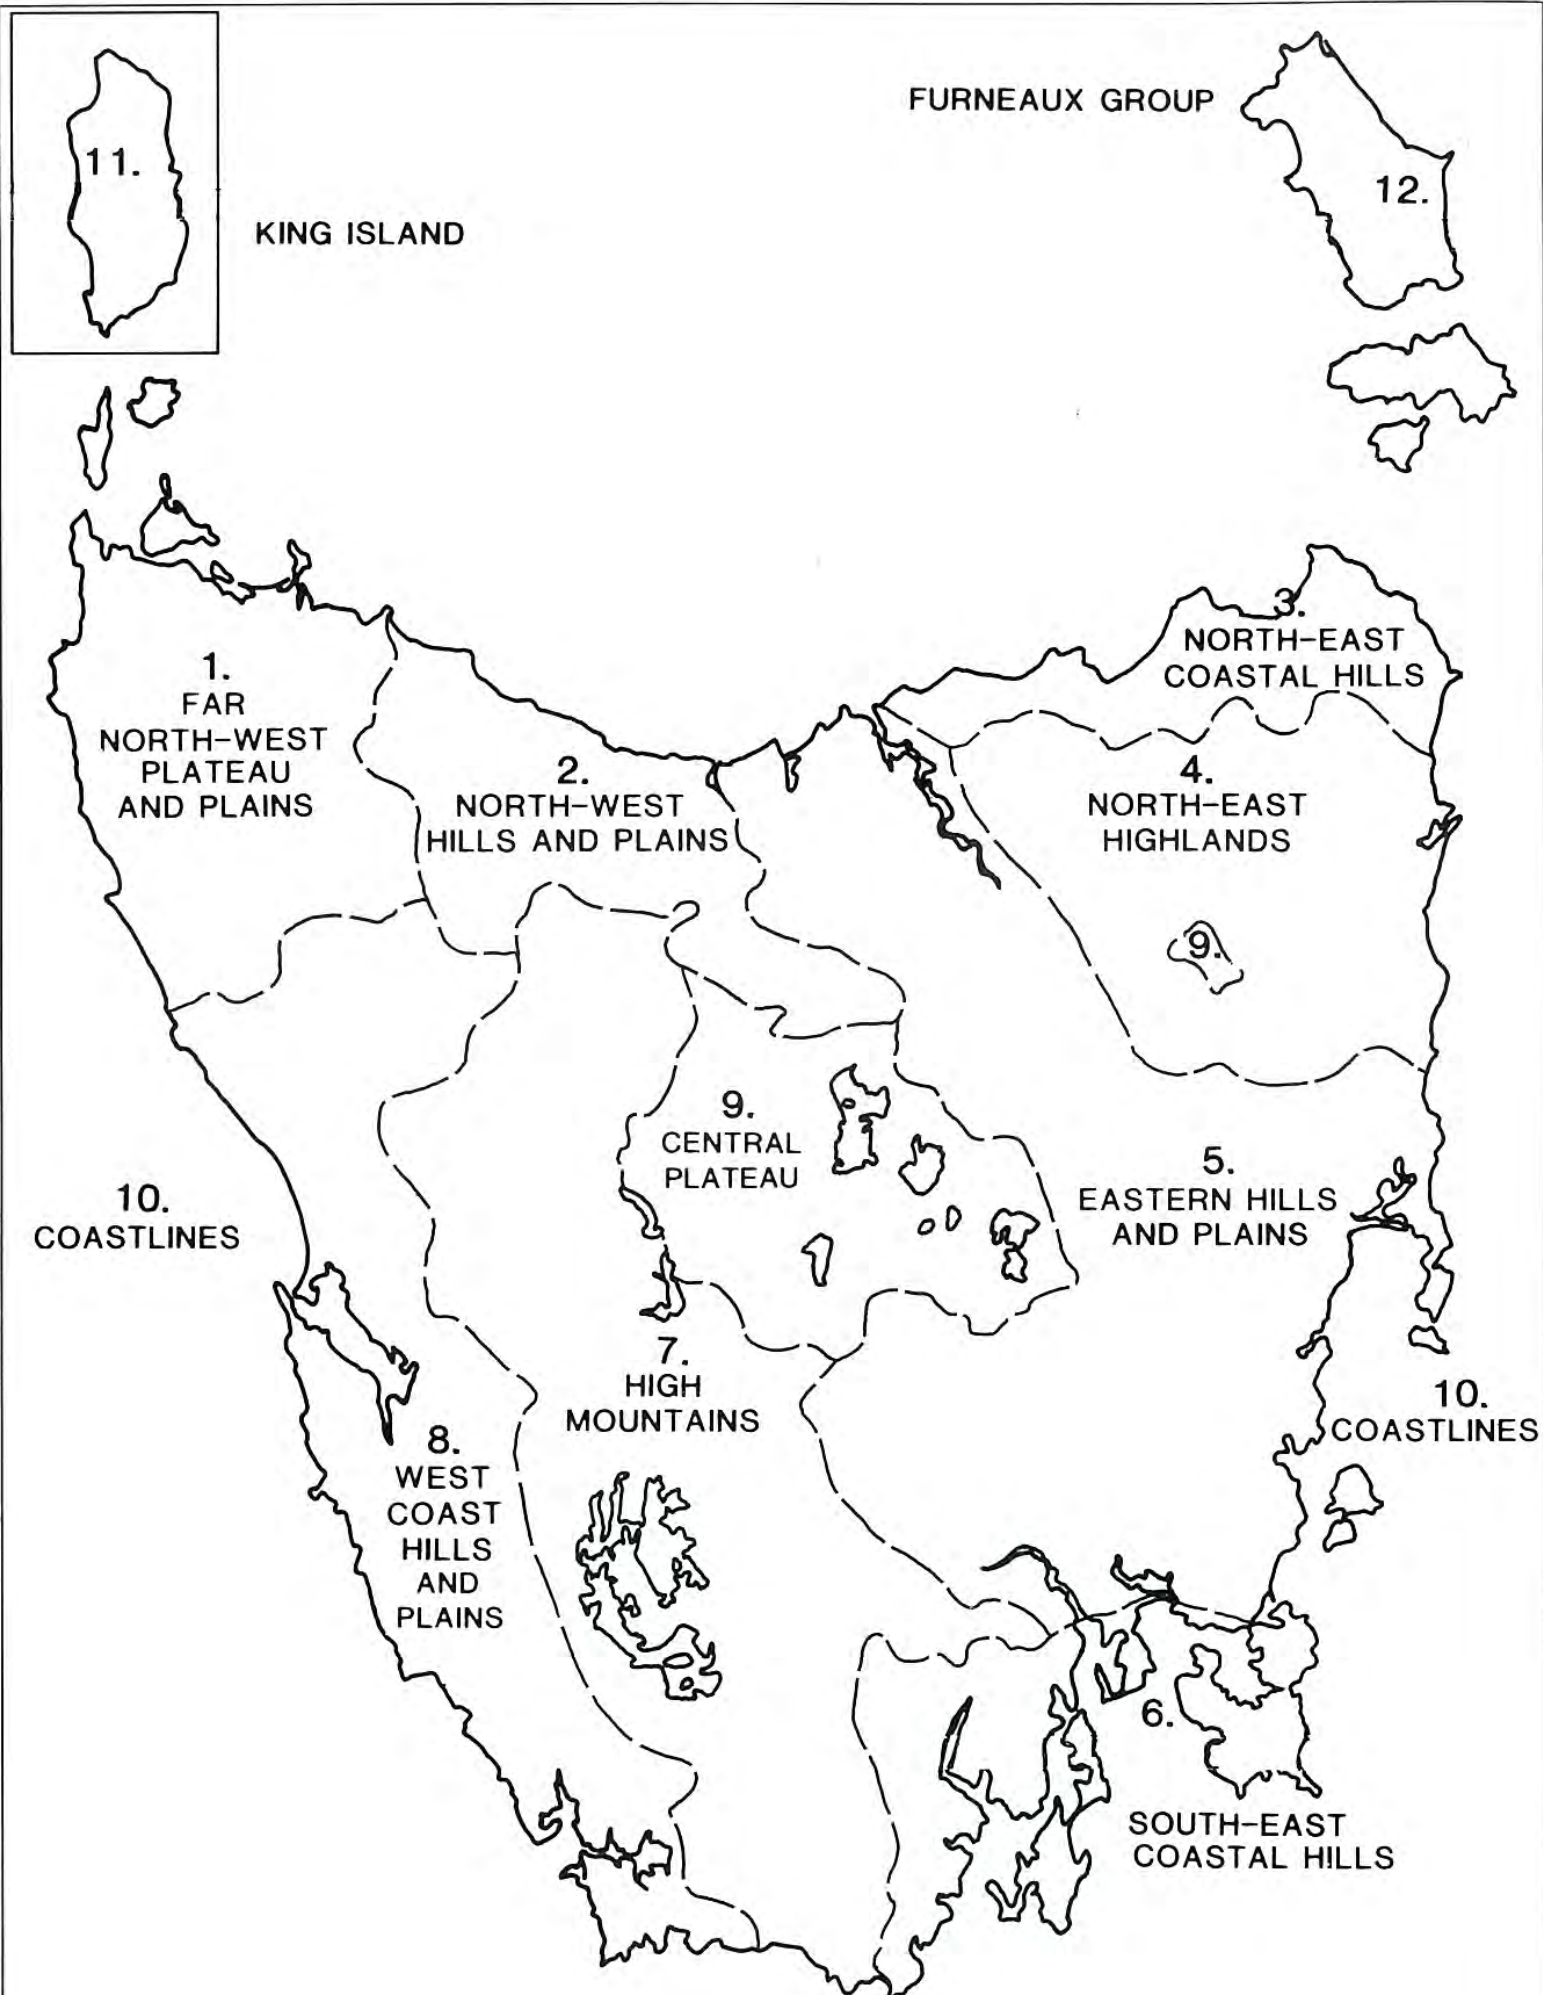 11.
KING ISLAND
FURNEAUX GROUP
12.
1.
FAR
NORTH-WEST
PLATEAU
AND PLAINS
2.
NORTH-WEST
HILLS AND PLAINS
3.
NORTH-EAST
COASTAL HILLS
4.
NORTH-EAST
HIGHLANDS
9.
9.
CENTRAL
PLATEAU
5.
EASTERN HILLS
AND PLAINS
10.
COASTLINES
7.
HIGH
MOUNTAINS
10.
COASTLINES
8.
WEST
COAST
HILLS
AND
PLAINS
6.
SOUTH-EAST
COASTAL HILLS